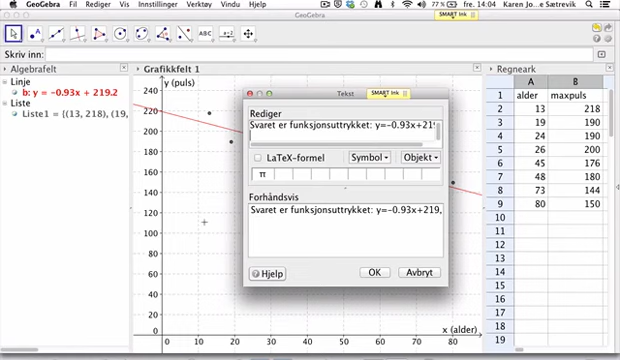 GeoGebra Fil Rediger Vis Innstillinger Verktøy Vindu Hjelp 77 % fre. 14:04 Karen Jo...e Sætrevik
GeoGebra
SMART Ink
ABC
a=2
Skriv inn:
Algebrafelt
Grafikkfelt 1
Regneark
Linje
b: y = -0.93x + 219.2
Liste
Liste1 = {(13, 218), (19,
y (puls)
240
220
200
180
160
140
120
100
80
60
40
20
0
0 10 20 30 40 50 60 70 80
x (alder)
Tekst SMART Ink
Rediger
Svaret er funksjonsuttrykket: y=-0.93x+219
LaTeX-formel Symbol Objekt
π
Forhåndsvis
Svaret er funksjonsuttrykket: y=-0.93x+219,
Hjelp OK Avbryt
A B
1 alder maxpuls
2 13 218
3 19 190
4 24 190
5 26 200
6 45 176
7 48 180
8 73 144
9 80 150
10
11
12
13
14
15
16
17
18
19